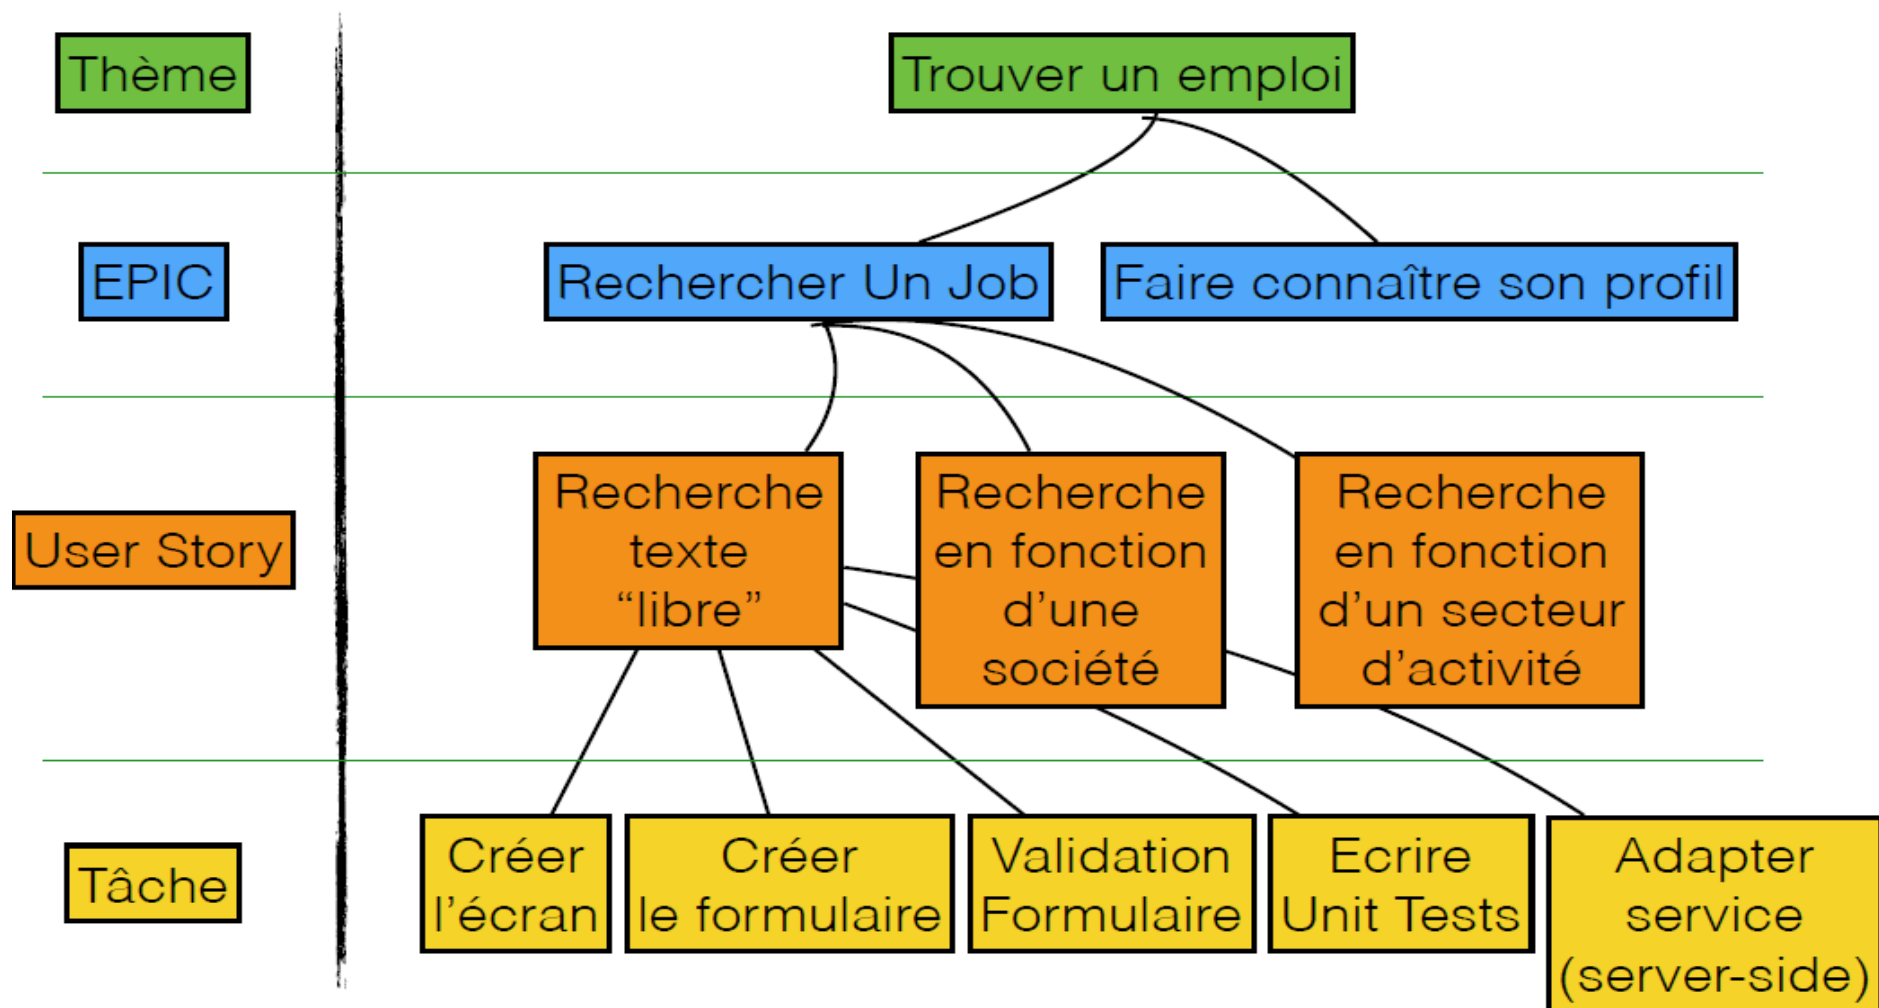 Thème
Trouver un emploi
EPIC
Rechercher Un Job
Faire connaître son profil
User Story
Recherche
texte
“libre”
Recherche
en fonction
d’une
société
Recherche
en fonction
d’un secteur
d’activité
Tâche
Créer
l’écran
Créer
le formulaire
Validation
Formulaire
Ecrire
Unit Tests
Adapter
service
(server-side)